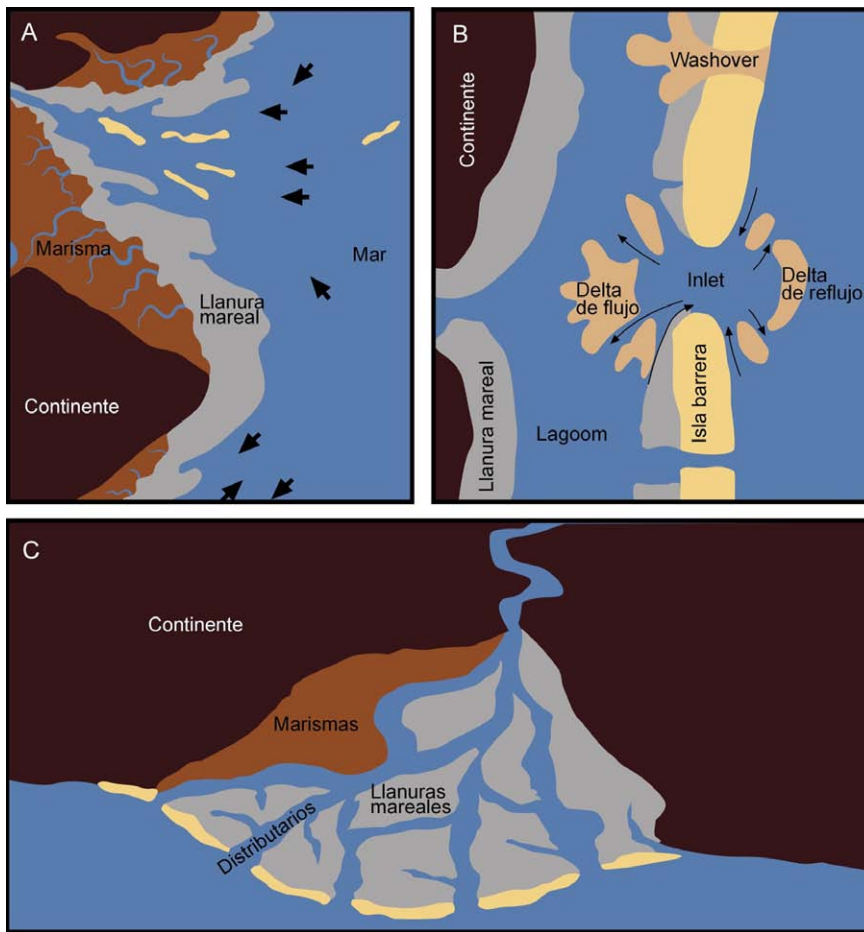 A
Marisma
Mar
Llanura
mareal
Continente
B
Continente
Washover
Inlet
Delta
de flujo
Delta
de reflujo
Llanura mareal
Lagoom
Isla barrera
C
Continente
Marismas
Llanuras
mareales
Distributarios